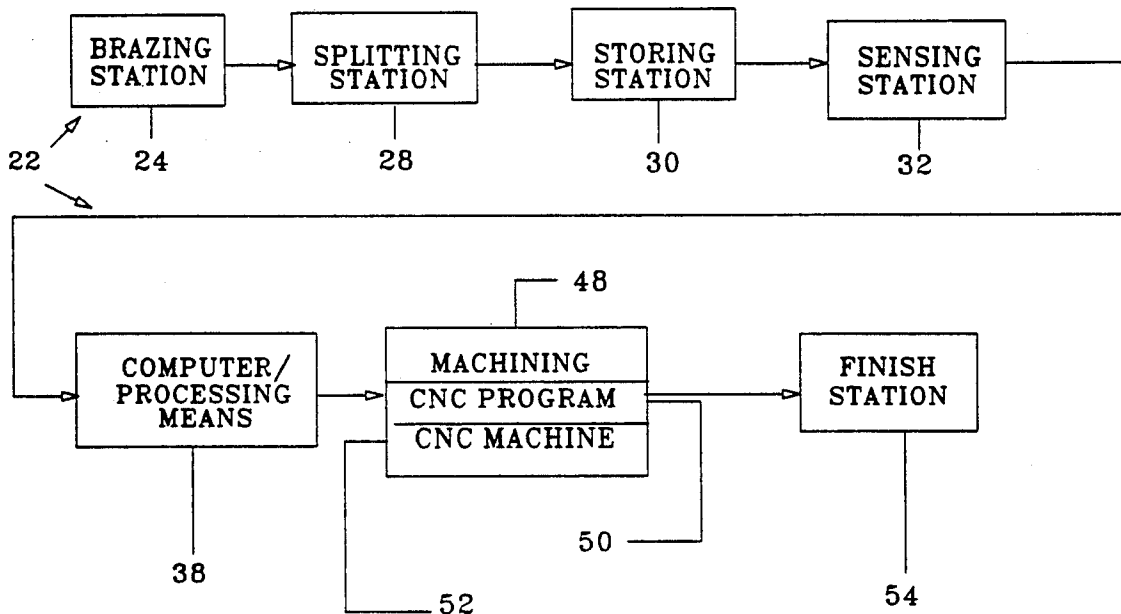 BRAZING
STATION
SPLITTING
STATION
STORING
STATION
SENSING
STATION
22
24
28
30
32
48
COMPUTER/
PROCESSING
MEANS
MACHINING
CNC PROGRAM
CNC MACHINE
FINISH
STATION
38
52
50
54